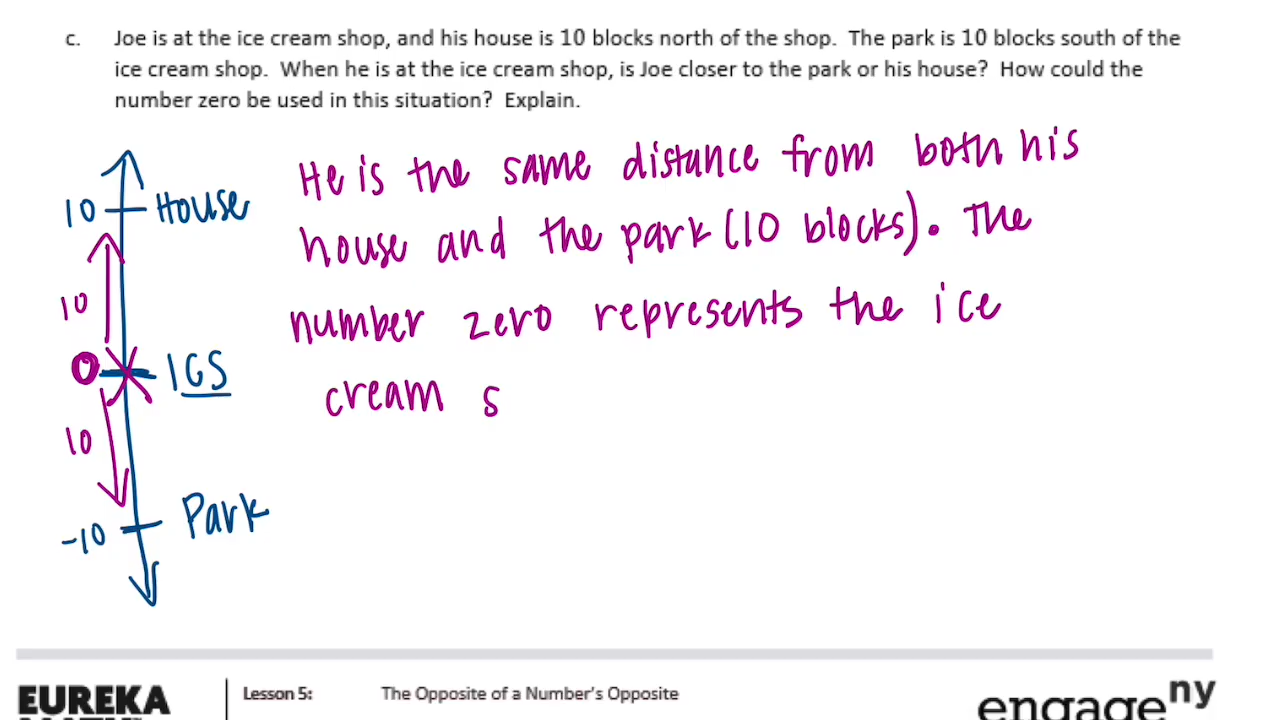 c. Joe is at the ice cream shop, and his house is 10 blocks north of the shop. The park is 10 blocks south of the
ice cream shop. When he is at the ice cream shop, is Joe closer to the park or his house? How could the
number zero be used in this situation? Explain.
He is the same distance from both his
house and the park (10 blocks). The
number zero represents the ice
cream s
10 House
10
0 ICS
10
-10 Park
EUREKA
MATH
Lesson 5: The Opposite of a Number's Opposite
engage ny